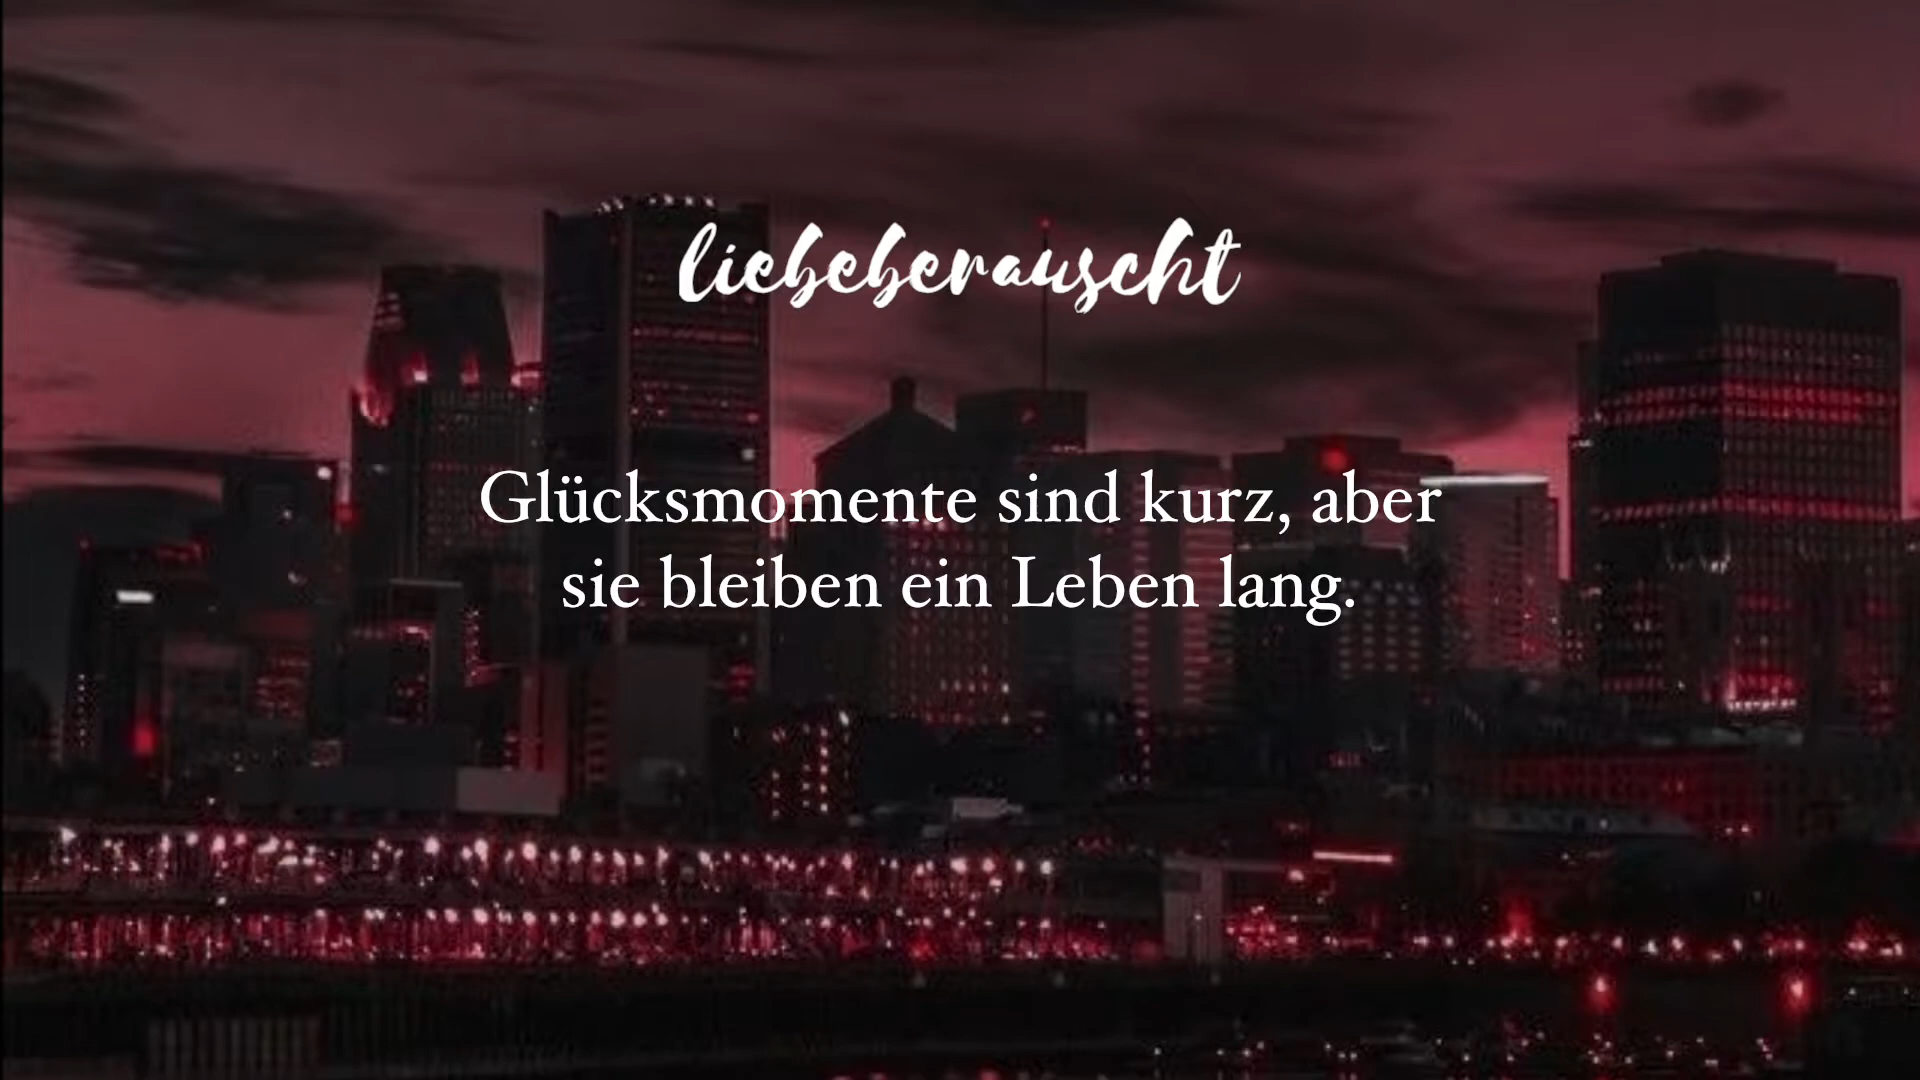 liebeberauscht
Glücksmomente sind kurz, aber
sie bleiben ein Leben lang.